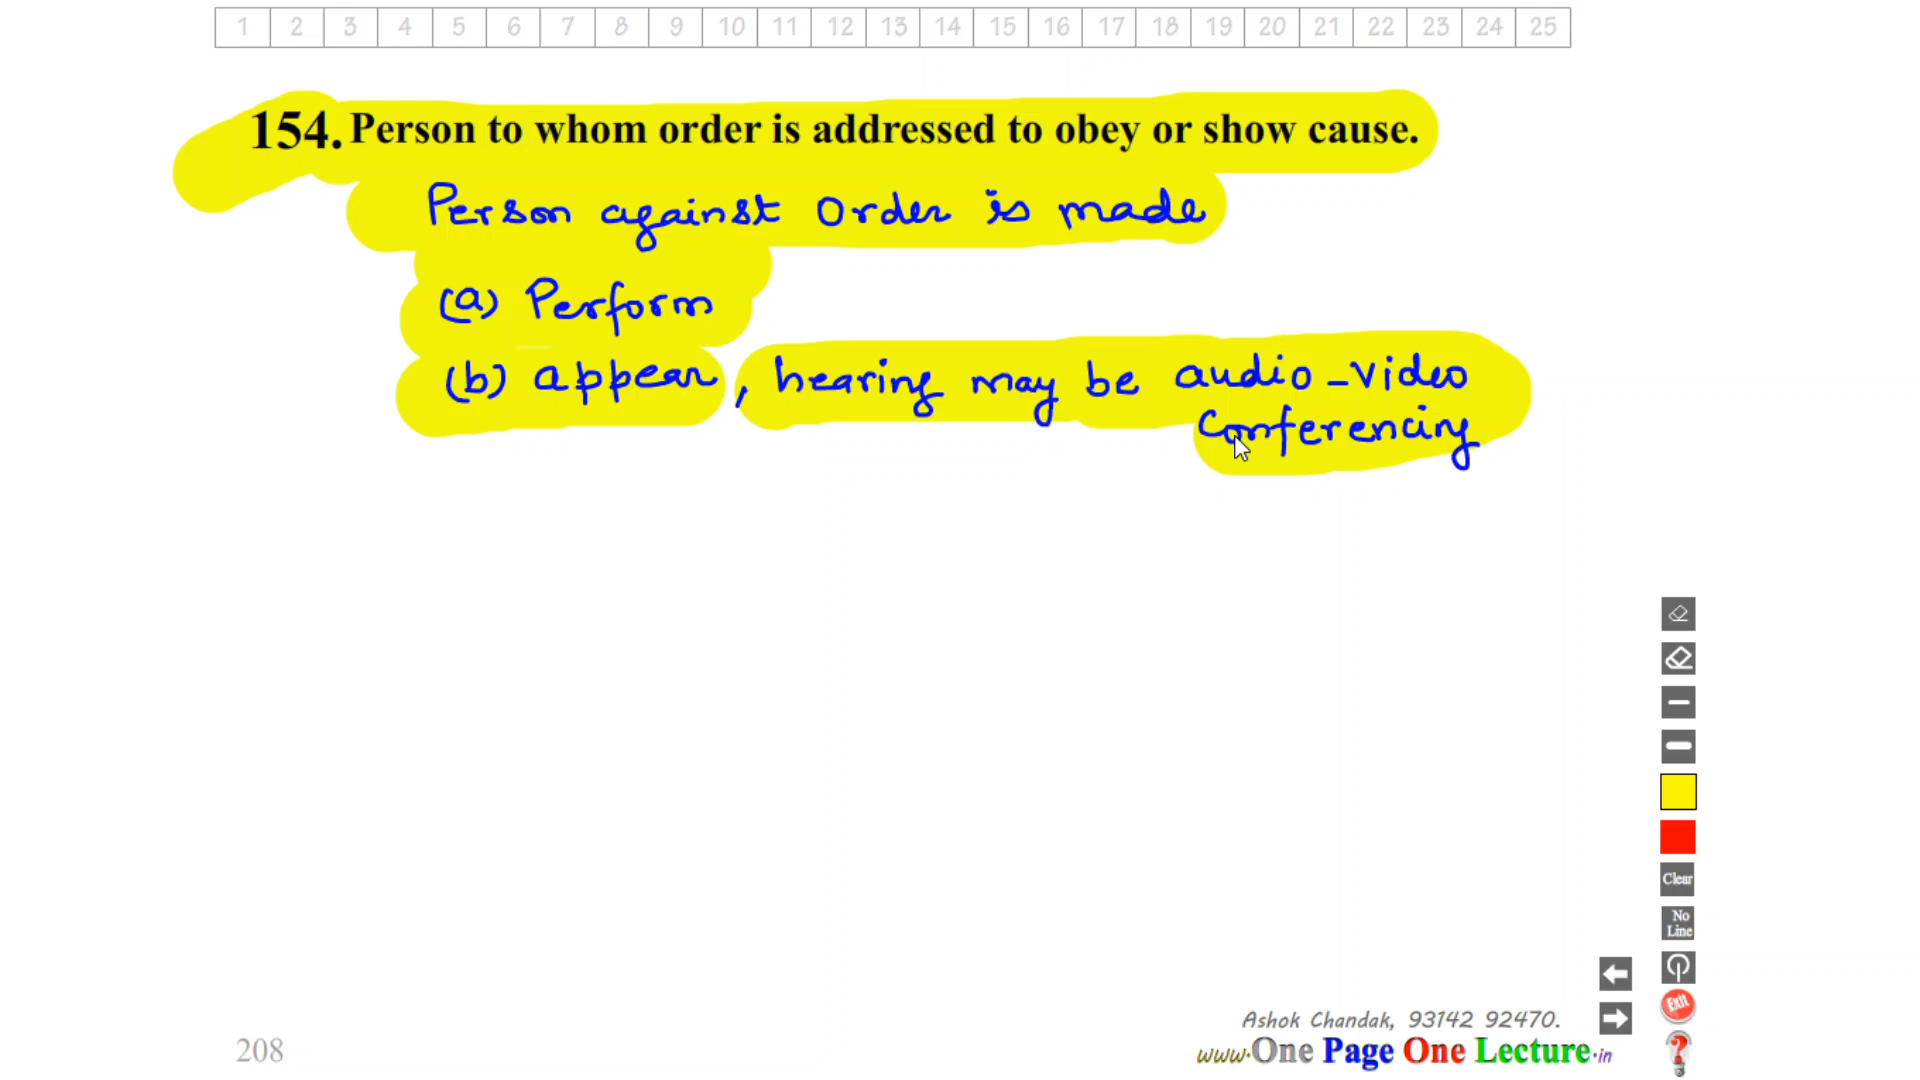 1 2 3 4 5 6 7 8 9 10 11 12 13 14 15 16 17 18 19 20 21 22 23 24 25
154. Person to whom order is addressed to obey or show cause.
Person against order is made
(a) Perform
(b) appear, hearing may be audio-video
conferencing
Clear
No
Line
Exit
?
Ashok Chandak, 93142 92470.
www.One Page One Lecture.in
208